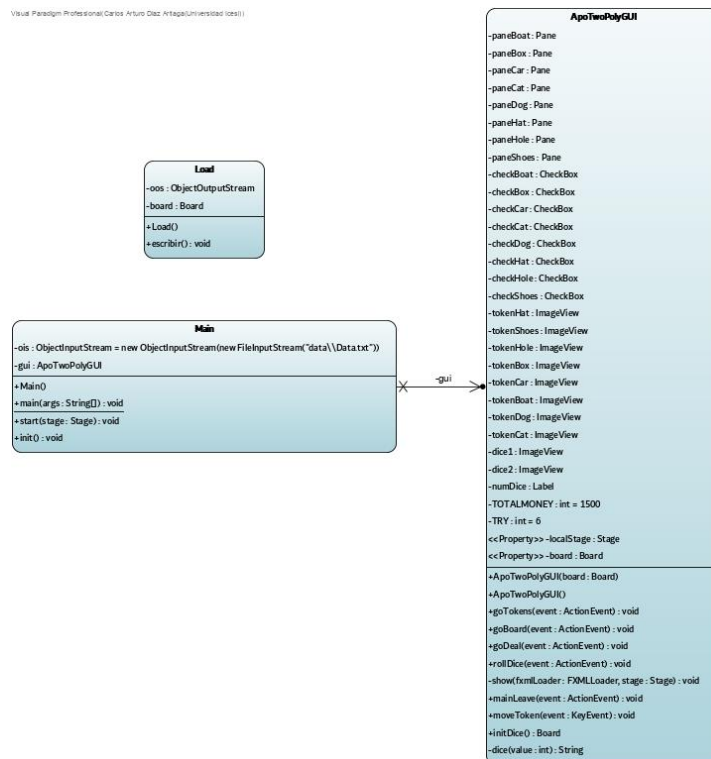 Visual Paradigm Professional(Carlos Arturo Diaz Artiaga(Universidad Icesi))
Load
-oos : ObjectOutputStream
-board : Board
+Load()
+escribir() : void
Main
-ois : ObjectInputStream = new ObjectInputStream(new FileInputStream("data\\Data.txt"))
-gui : ApoTwoPolyGUI
+Main()
+main(args : String[]) : void
+start(stage : Stage) : void
+init() : void
-gui
ApoTwoPolyGUI
-paneBoat : Pane
-paneBox : Pane
-paneCar : Pane
-paneCat : Pane
-paneDog : Pane
-paneHat : Pane
-paneHole : Pane
-paneShoes : Pane
-checkBoat : CheckBox
-checkBox : CheckBox
-checkCar : CheckBox
-checkCat : CheckBox
-checkDog : CheckBox
-checkHat : CheckBox
-checkHole : CheckBox
-checkShoes : CheckBox
-tokenHat : ImageView
-tokenShoes : ImageView
-tokenHole : ImageView
-tokenBox : ImageView
-tokenCar : ImageView
-tokenBoat : ImageView
-tokenDog : ImageView
-tokenCat : ImageView
-dice1 : ImageView
-dice2 : ImageView
-numDice : Label
-TOTALMONEY : int = 1500
-TRY : int = 6
<<Property>> -localStage : Stage
<<Property>> -board : Board
+ApoTwoPolyGUI(board : Board)
+ApoTwoPolyGUI()
+goTokens(event : ActionEvent) : void
+goBoard(event : ActionEvent) : void
+goDeal(event : ActionEvent) : void
+rollDice(event : ActionEvent) : void
-show(fxmlLoader : FXMLLoader, stage : Stage) : void
+mainLeave(event : ActionEvent) : void
+moveToken(event : KeyEvent) : void
+initDice() : Board
-dice(value : int) : String